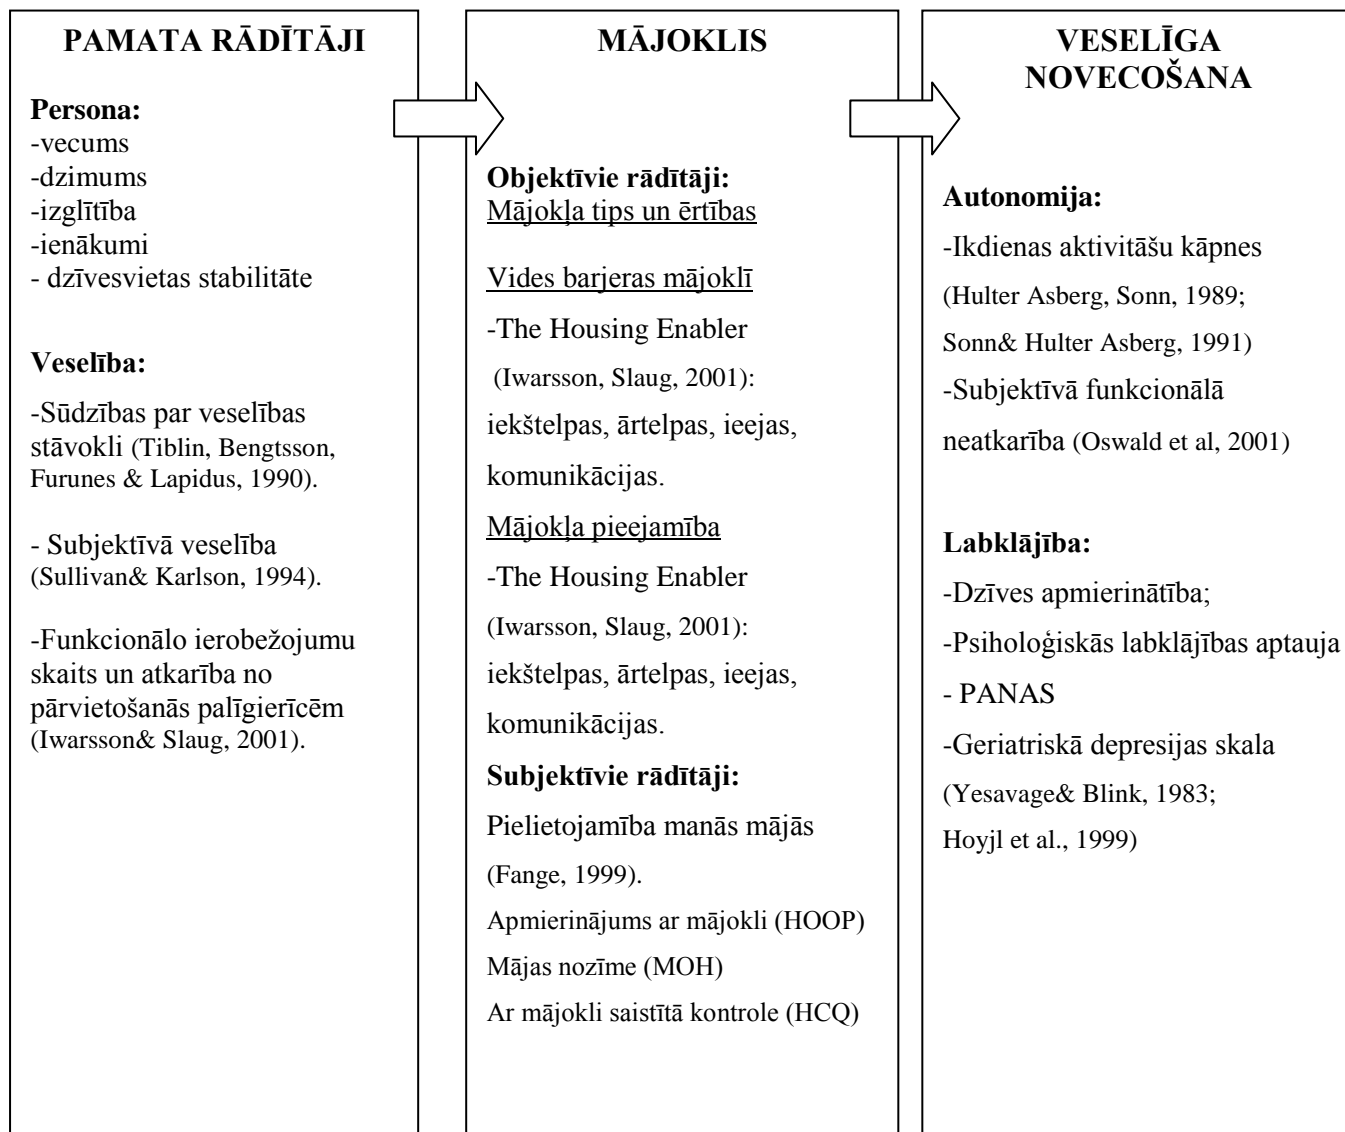 PAMATA RĀDĪTĀJI
Persona:
-vecums
-dzimums
-izglītība
-ienākumi
- dzīvesvietas stabilitāte
Veselība:
-Sūdzības par veselības
stāvokli (Tiblin, Bengtsson,
Furunes & Lapidus, 1990).
- Subjektīvā veselība
(Sullivan& Karlson, 1994).
-Funkcionālo ierobežojumu
skaits un atkarība no
pārvietošanās palīgierīcēm
(Iwarsson& Slaug, 2001).
MĀJOKLIS
Objektīvie rādītāji:
Mājokļa tips un ērtības
Vides barjeras mājoklī
-The Housing Enabler
(Iwarsson, Slaug, 2001):
iekštelpas, ārtelpas, ieejas,
komunikācijas.
Mājokļa pieejamība
-The Housing Enabler
(Iwarsson, Slaug, 2001):
iekštelpas, ārtelpas, ieejas,
komunikācijas.
Subjektīvie rādītāji:
Pielietojamība manās mājās
(Fange, 1999).
Apmierinājums ar mājokli (HOOP)
Mājas nozīme (MOH)
Ar mājokli saistītā kontrole (HCQ)
VESELĪGA
NOVECOŠANA
Autonomija:
-Ikdienas aktivitāšu kāpnes
(Hulter Asberg, Sonn, 1989;
Sonn& Hulter Asberg, 1991)
-Subjektīvā funkcionālā
neatkarība (Oswald et al, 2001)
Labklājība:
-Dzīves apmierinātība;
-Psiholoģiskās labklājības aptauja
- PANAS
-Geriatriskā depresijas skala
(Yesavage& Blink, 1983;
Hoyjl et al., 1999)